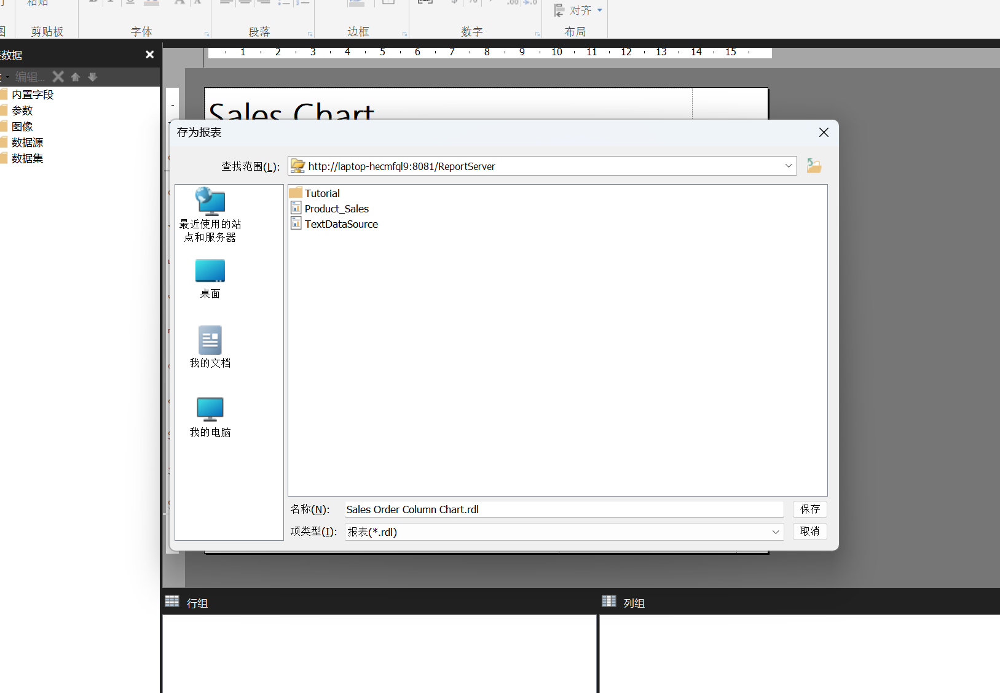 粘贴
图
剪贴板
字体
段落
边框
数字
对齐
布局
数据
编辑...
内置字段
参数
图像
数据源
数据集
1 2 3 4 5 6 7 8 9 10 11 12 13 14 15
Sales Chart
存为报表
查找范围(L):
http://laptop-hecmfql9:8081/ReportServer
最近使用的站
点和服务器
桌面
我的文档
我的电脑
Tutorial
Product_Sales
TextDataSource
名称(N):
Sales Order Column Chart.rdl
保存
项类型(I):
报表(*.rdl)
取消
行组
列组